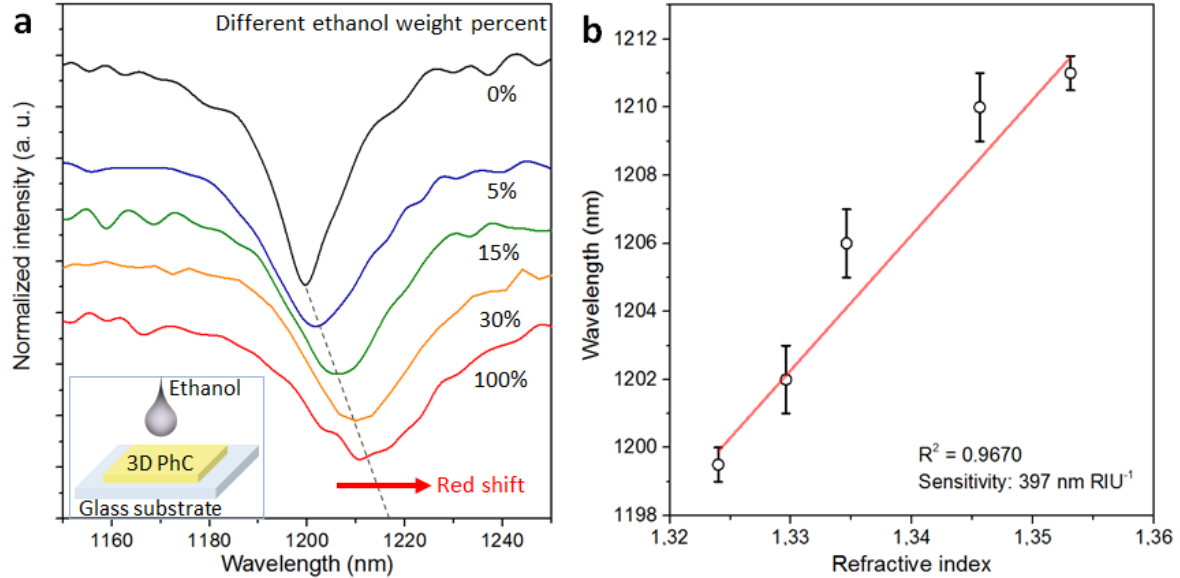 a
Different ethanol weight percent
0%
5%
15%
30%
100%
Ethanol
3D PhC
Glass substrate
Red shift
Normalized intensity (a. u.)
1160 1180 1200 1220 1240
Wavelength (nm)
b
1212
1210
1208
1206
1204
1202
1200
1198
Wavelength (nm)
R² = 0.9670
Sensitivity: 397 nm RIU⁻¹
1,32 1,33 1,34 1,35 1,36
Refractive index